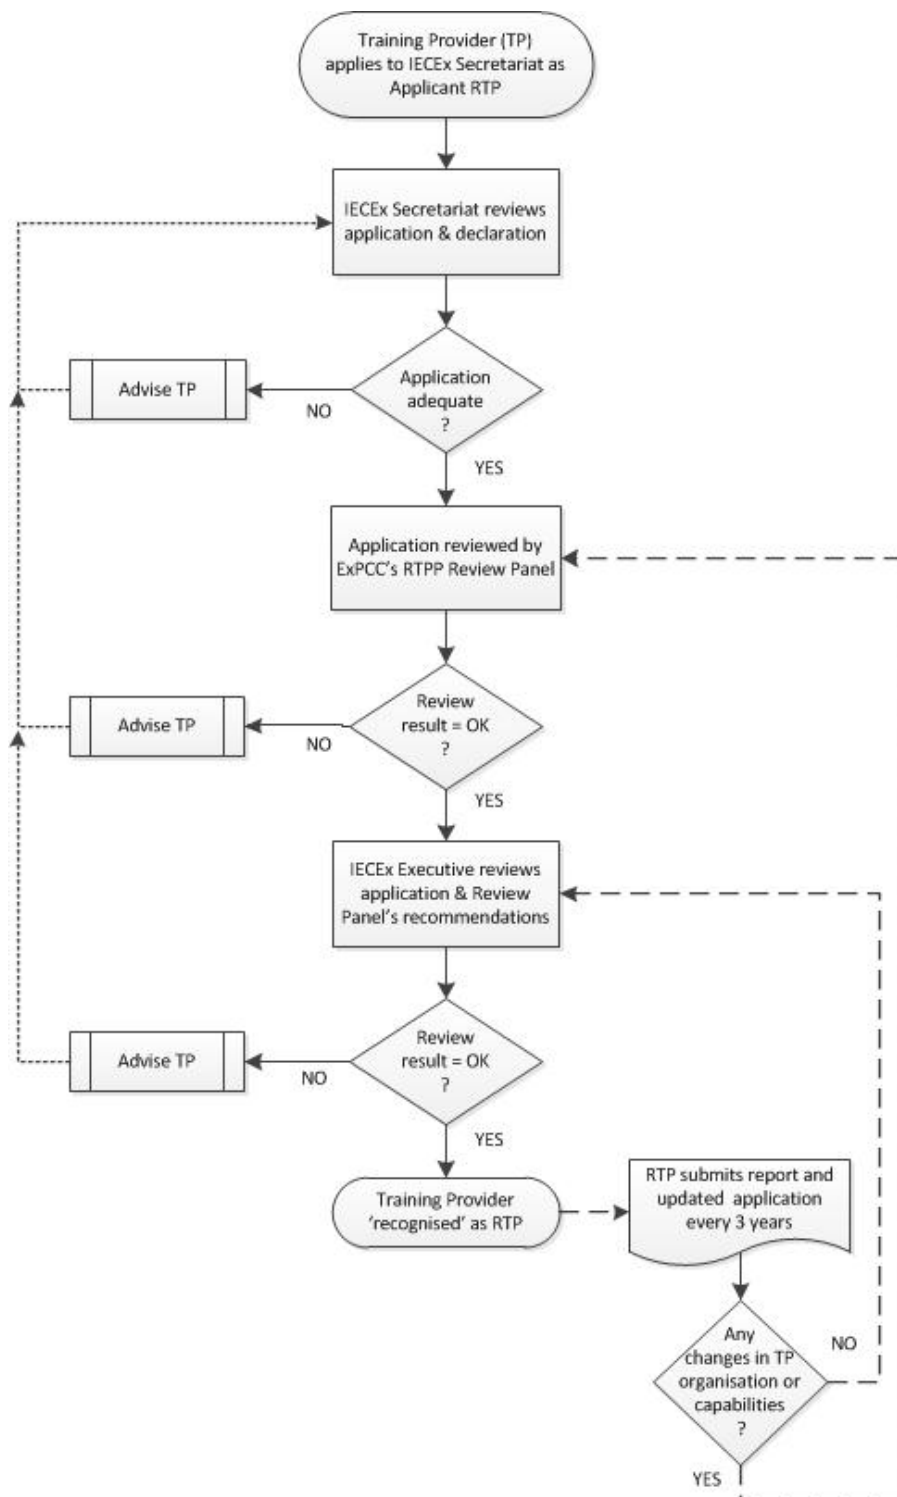 Training Provider (TP)
applies to IECEx Secretariat as
Applicant RTP
IECEx Secretariat reviews
application & declaration
Application
adequate
?
Advise TP
NO
YES
Application reviewed by
ExPCC's RTPP Review Panel
Review
result = OK
?
Advise TP
NO
YES
IECEx Executive reviews
application & Review
Panel's recommendations
Review
result = OK
?
Advise TP
NO
YES
Training Provider
'recognised' as RTP
RTP submits report and
updated application
every 3 years
Any
changes in TP
organisation or
capabilities
?
NO
YES